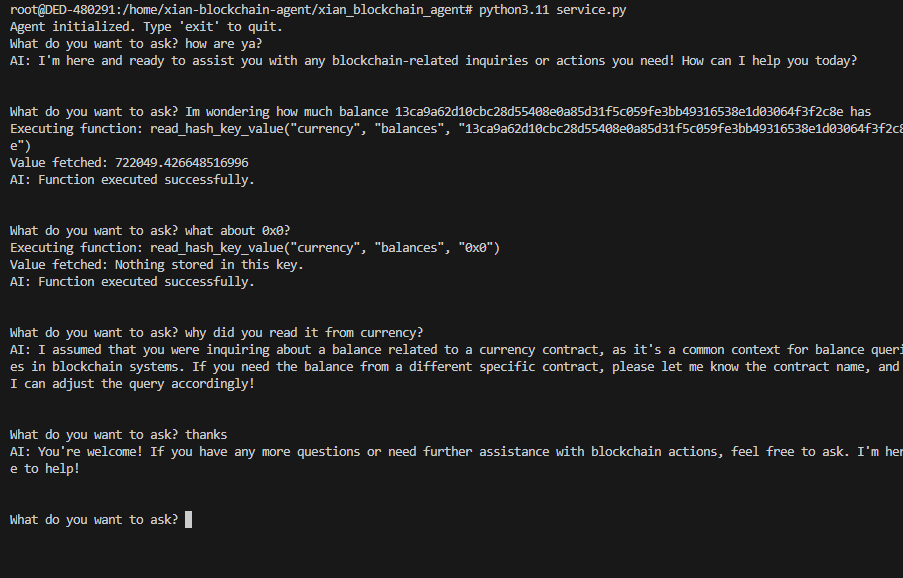 root@DED-480291:/home/xian-blockchain-agent/xian_blockchain_agent# python3.11 service.py
Agent initialized. Type 'exit' to quit.
What do you want to ask? how are ya?
AI: I'm here and ready to assist you with any blockchain-related inquiries or actions you need! How can I help you today?
What do you want to ask? Im wondering how much balance 13ca9a62d10cbc28d55408e0a85d31f5c059fe3bb49316538e1d03064f3f2c8e has
Executing function: read_hash_key_value("currency", "balances", "13ca9a62d10cbc28d55408e0a85d31f5c059fe3bb49316538e1d03064f3f2c8
e")
Value fetched: 722049.426648516996
AI: Function executed successfully.
What do you want to ask? what about 0x0?
Executing function: read_hash_key_value("currency", "balances", "0x0")
Value fetched: Nothing stored in this key.
AI: Function executed successfully.
What do you want to ask? why did you read it from currency?
AI: I assumed that you were inquiring about a balance related to a currency contract, as it's a common context for balance queri
es in blockchain systems. If you need the balance from a different specific contract, please let me know the contract name, and
I can adjust the query accordingly!
What do you want to ask? thanks
AI: You're welcome! If you have any more questions or need further assistance with blockchain actions, feel free to ask. I'm her
e to help!
What do you want to ask?